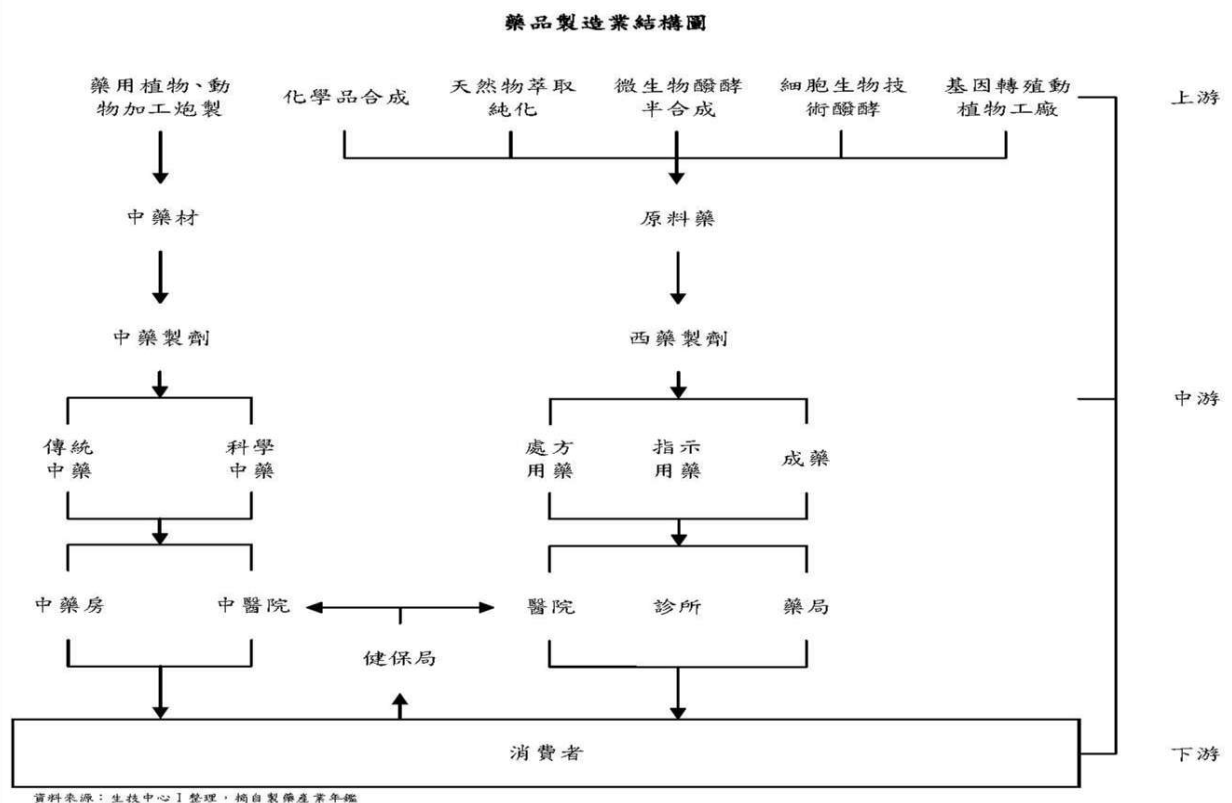 藥品製造業結構圖
藥用植物、動
物加工炮製
化學品合成
天然物萃取
純化
微生物醱酵
半合成
細胞生物技
術醱酵
基因轉殖動
植物工廠
上游
中藥材
原料藥
中藥製劑
西藥製劑
中游
傳統
中藥
科學
中藥
處方
用藥
指示
用藥
成藥
中藥房
中醫院
醫院
診所
藥局
健保局
消費者
下游
資料來源：生技中心I整理，摘自製藥產業年鑑